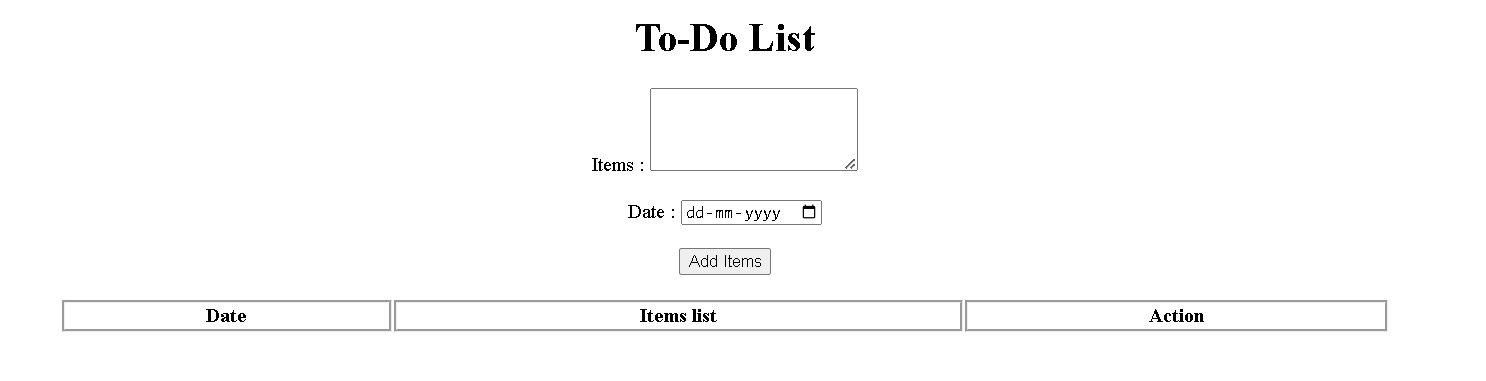 To-Do List
Items :
Date : dd-mm-yyyy
Add Items
Date Items list Action